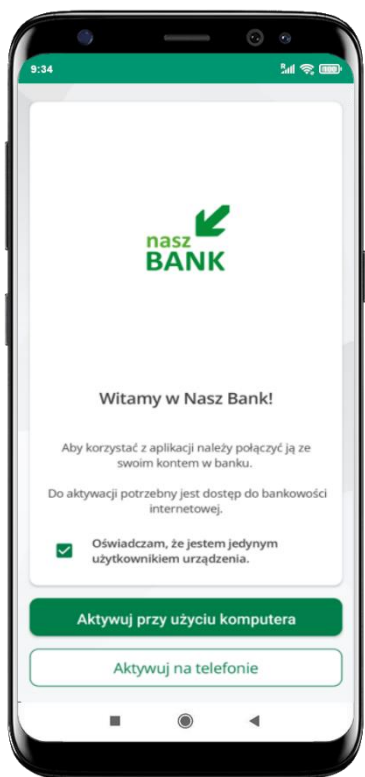 9:34
100
nasz
BANK
Witamy w Nasz Bank!
Aby korzystać z aplikacji należy połączyć ją ze
swoim kontem w banku.
Do aktywacji potrzebny jest dostęp do bankowości
internetowej.
Oświadczam, że jestem jedynym
użytkownikiem urządzenia.
Aktywuj przy użyciu komputera
Aktywuj na telefonie